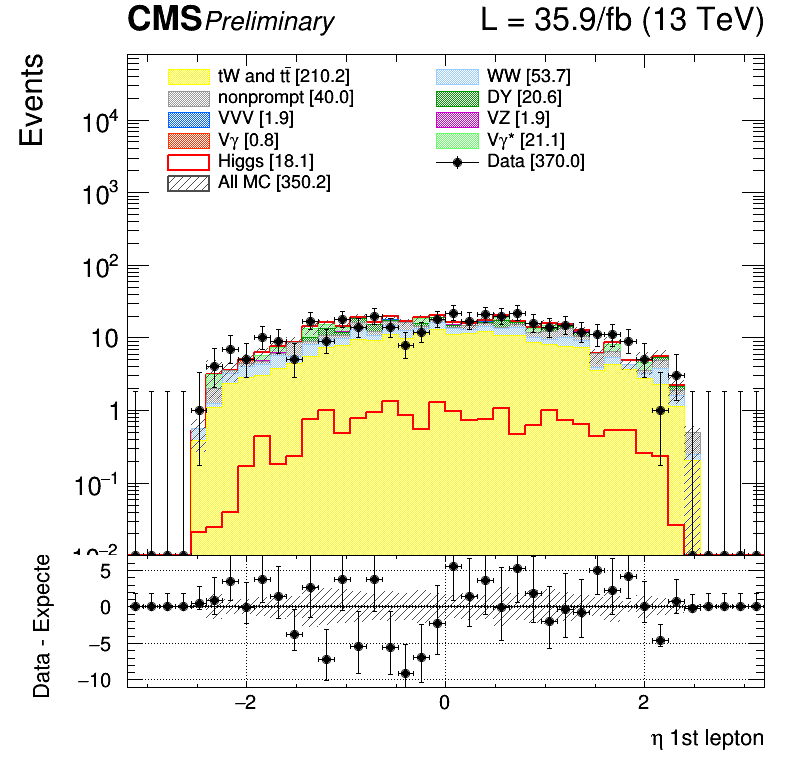 CMS Preliminary L = 35.9/fb (13 TeV)
Events
tW and tt̄ [210.2] WW [53.7]
nonprompt [40.0] DY [20.6]
VVV [1.9] VZ [1.9]
Vγ [0.8] Vγ* [21.1]
Higgs [18.1] Data [370.0]
All MC [350.2]
10⁴
10³
10²
10
1
10⁻¹
10⁻²
Data - Expecte
5
0
−5
−10
−2 0 2
η 1st lepton